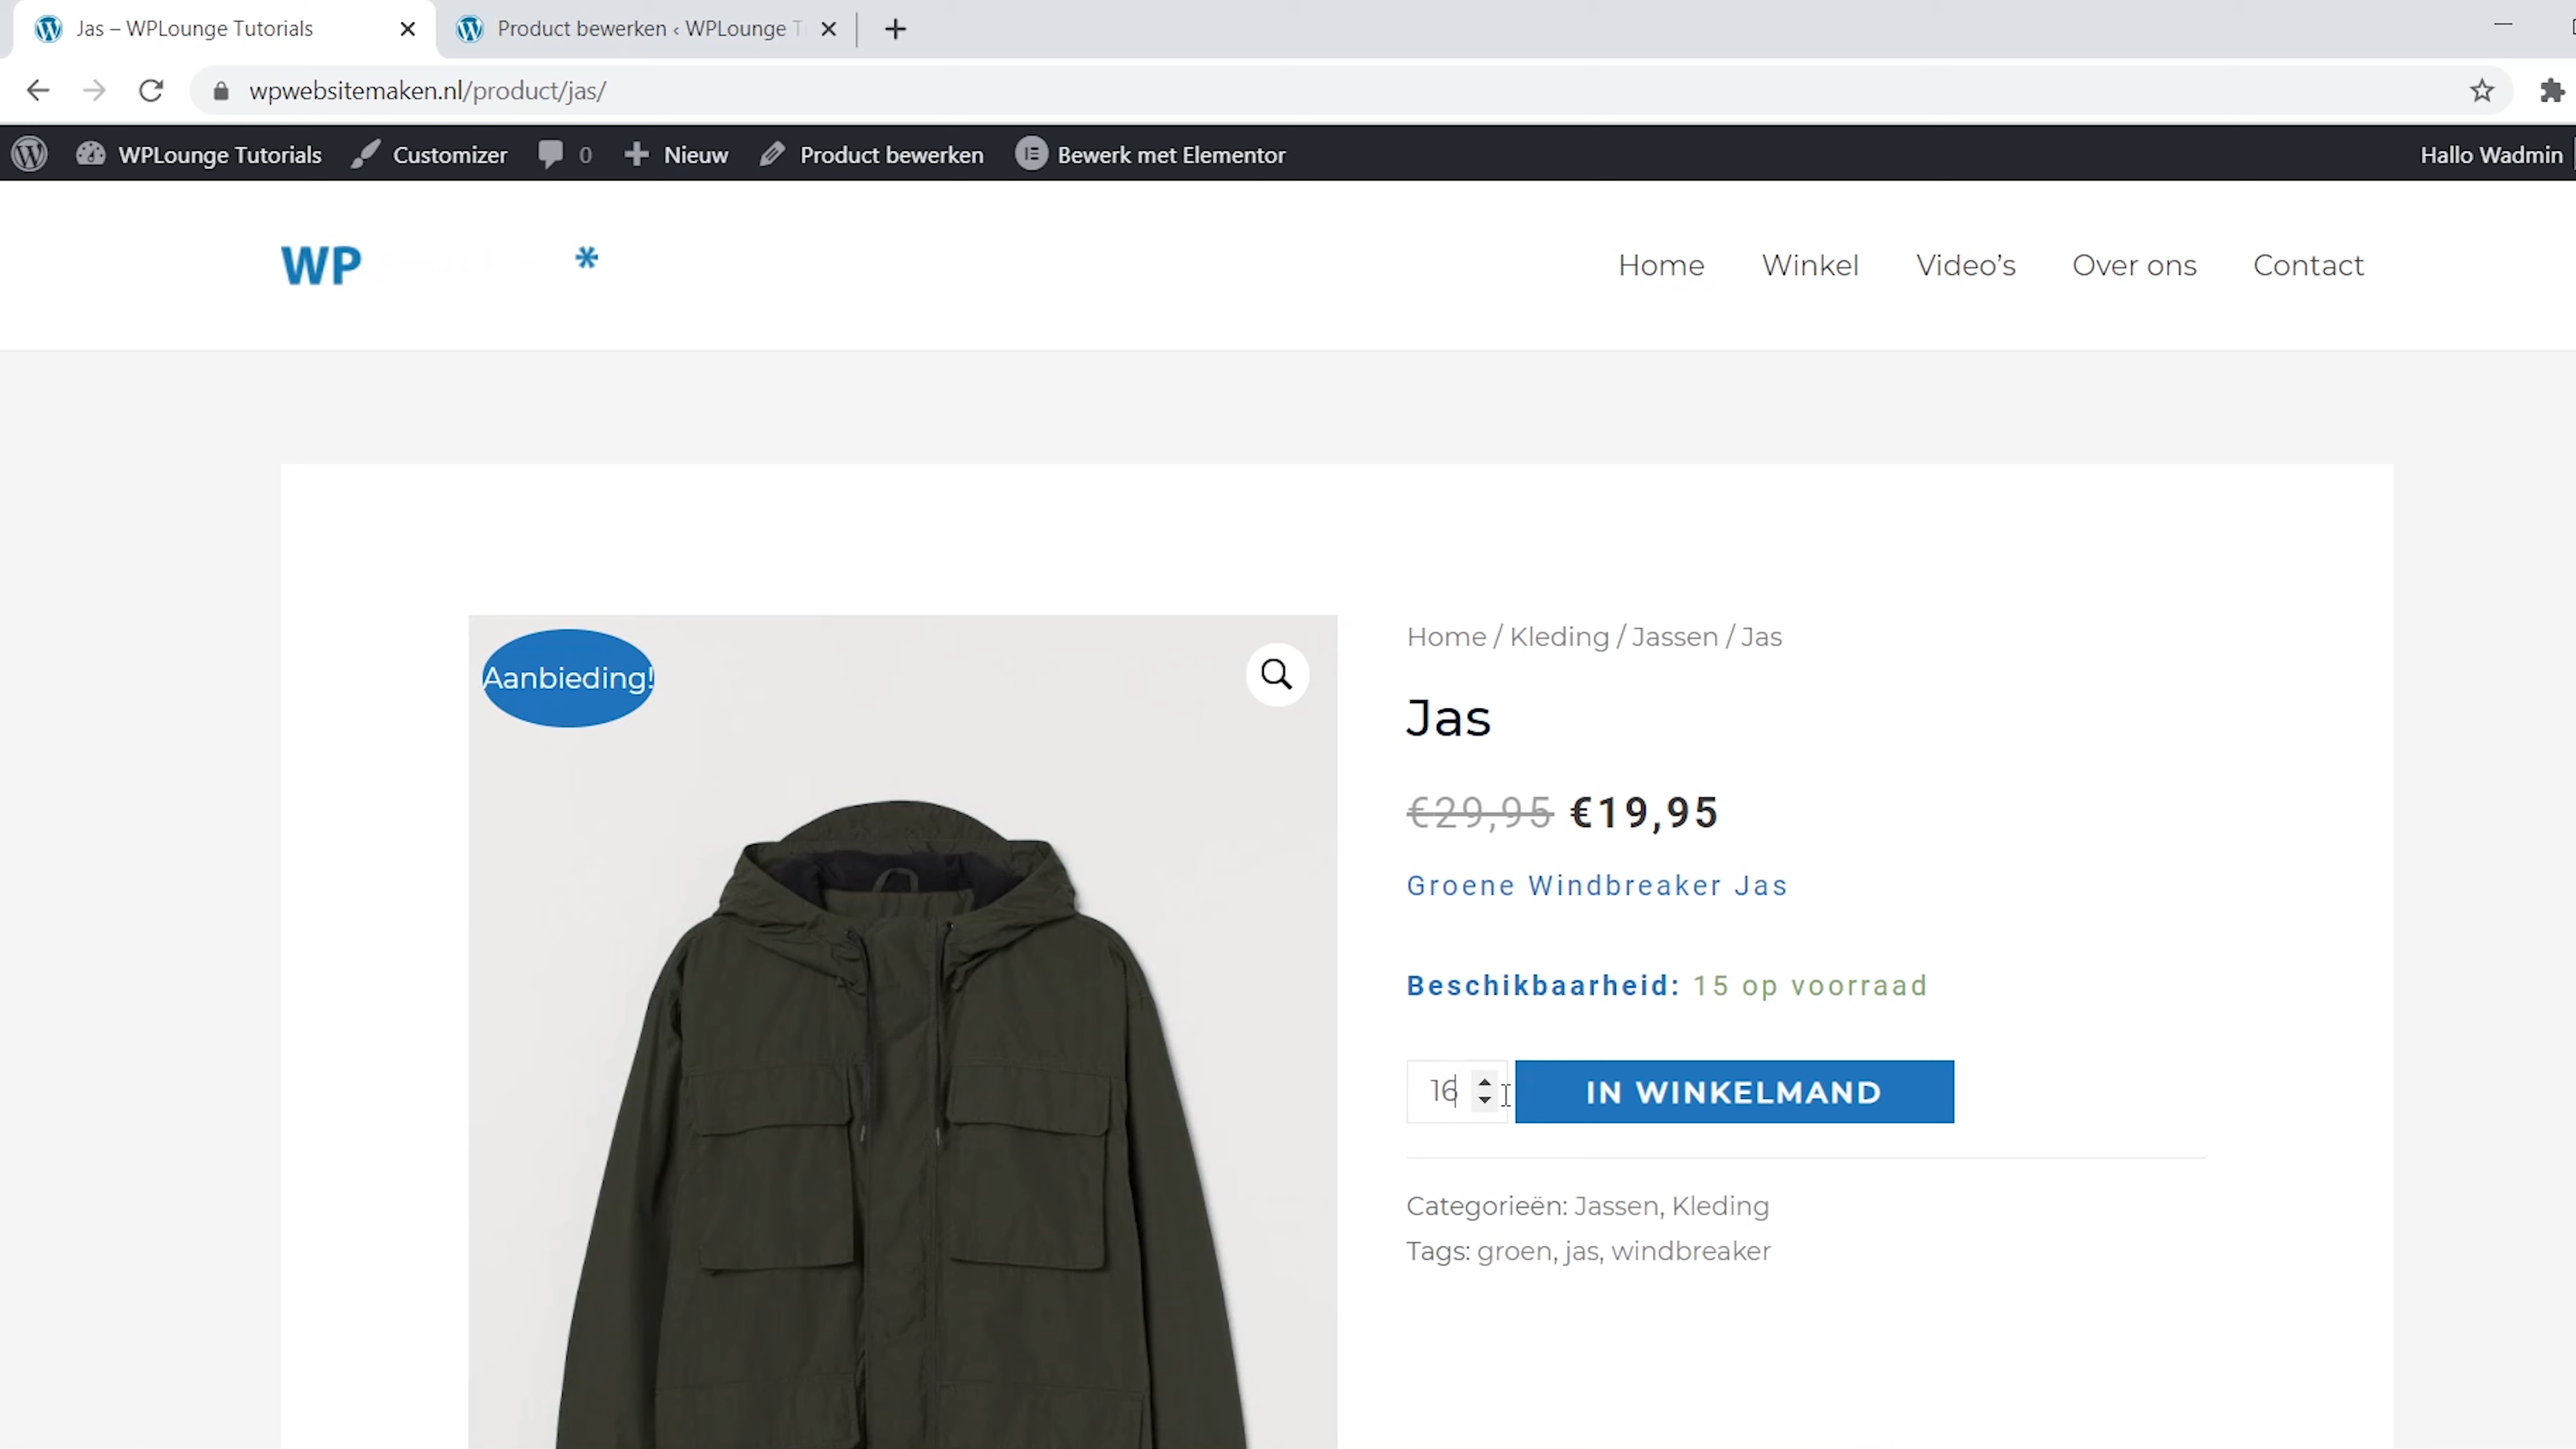 Jas – WPLounge Tutorials
Product bewerken ‹ WPLounge T
wpwebsitemaken.nl/product/jas/
WPLounge Tutorials
Customizer
0
Nieuw
Product bewerken
Bewerk met Elementor
Hallo Wadmin
WP *
Home
Winkel
Video's
Over ons
Contact
Aanbieding!
Home / Kleding / Jassen / Jas
Jas
€29,95 €19,95
Groene Windbreaker Jas
Beschikbaarheid: 15 op voorraad
16
IN WINKELMAND
Categorieën: Jassen, Kleding
Tags: groen, jas, windbreaker